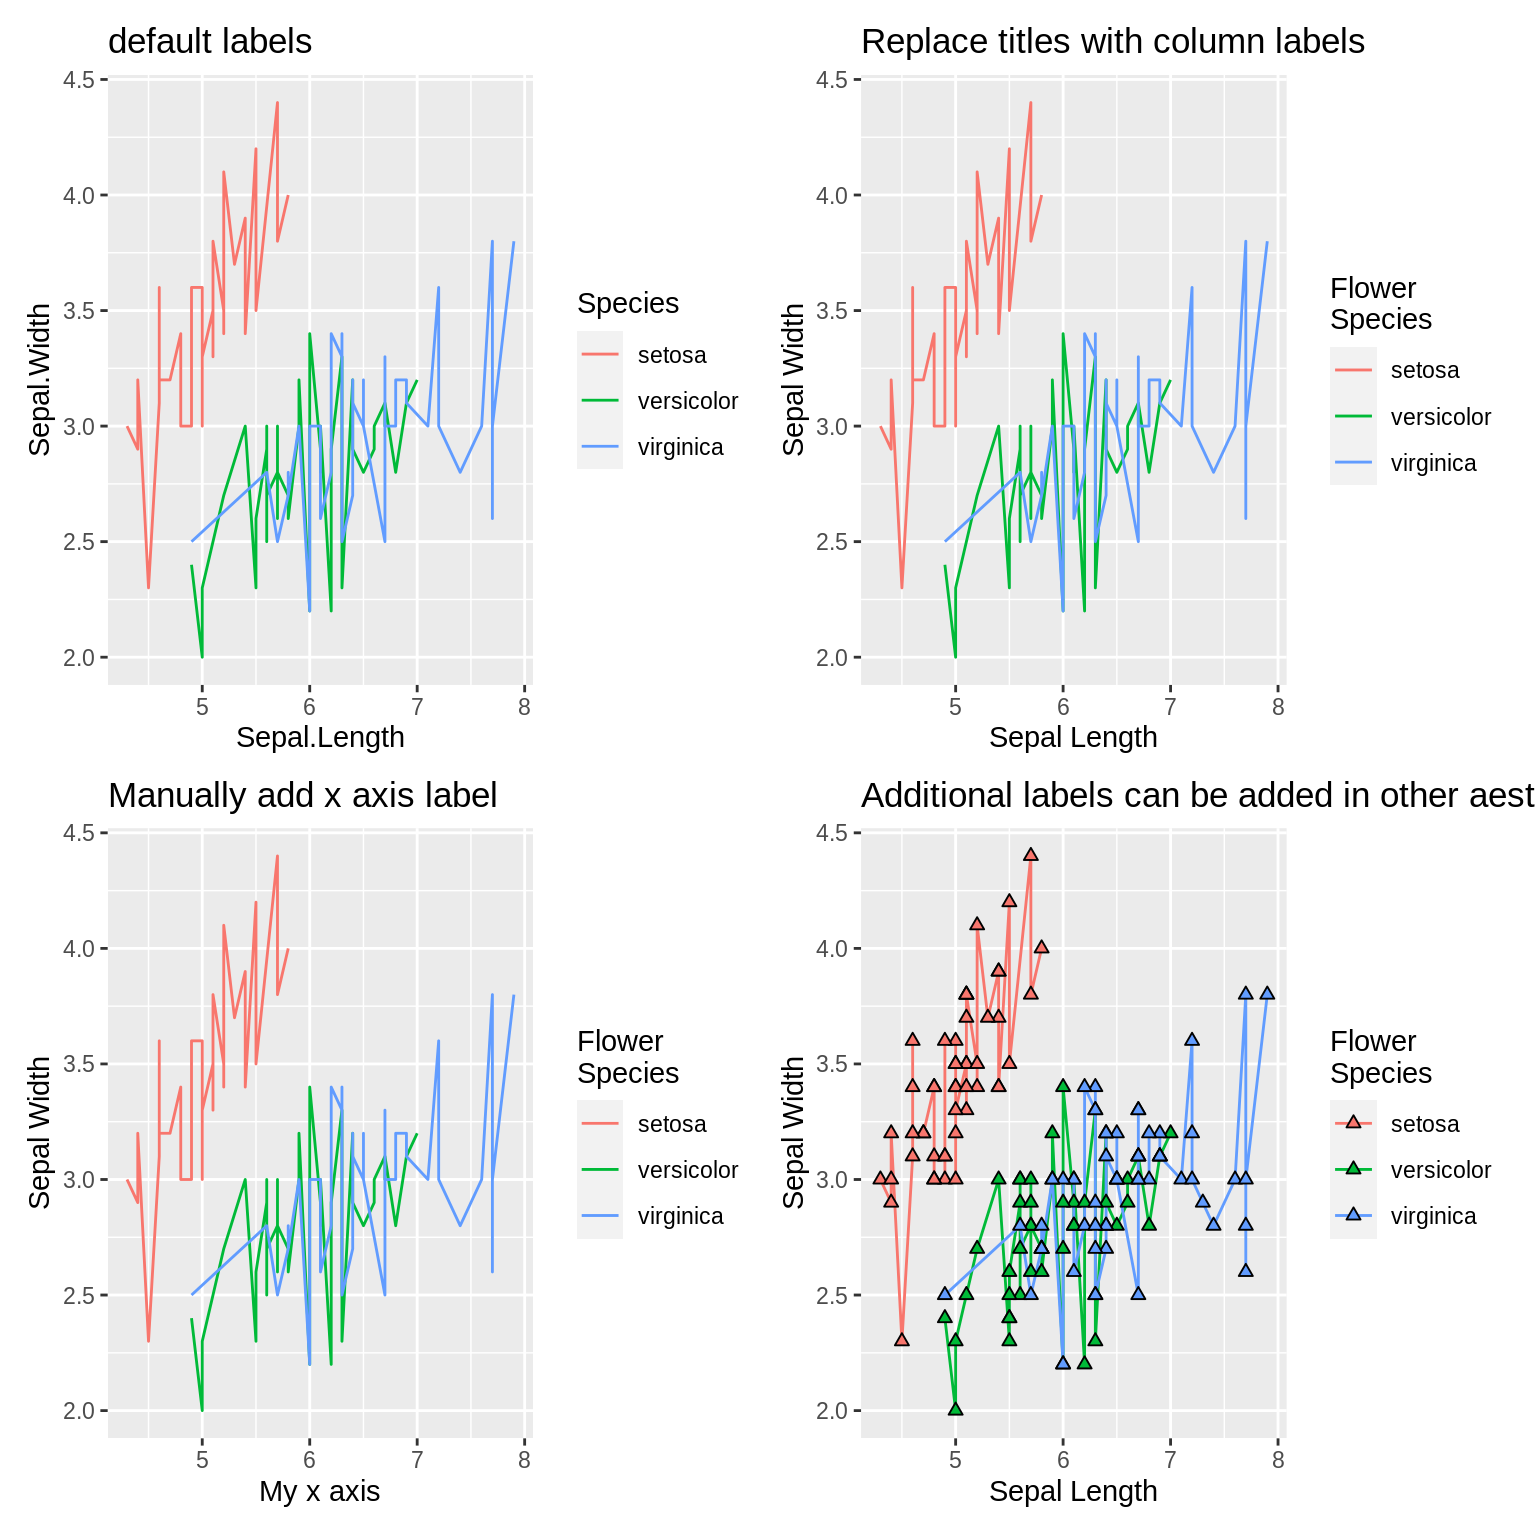 default labels
4.5
4.0
3.5
3.0
2.5
2.0
Sepal.Width
5 6 7 8
Sepal.Length
Species
setosa
versicolor
virginica
Replace titles with column labels
4.5
4.0
3.5
3.0
2.5
2.0
Sepal Width
5 6 7 8
Sepal Length
Flower
Species
setosa
versicolor
virginica
Manually add x axis label
4.5
4.0
3.5
3.0
2.5
2.0
Sepal Width
5 6 7 8
My x axis
Flower
Species
setosa
versicolor
virginica
Additional labels can be added in other aest
4.5
4.0
3.5
3.0
2.5
2.0
Sepal Width
5 6 7 8
Sepal Length
Flower
Species
setosa
versicolor
virginica